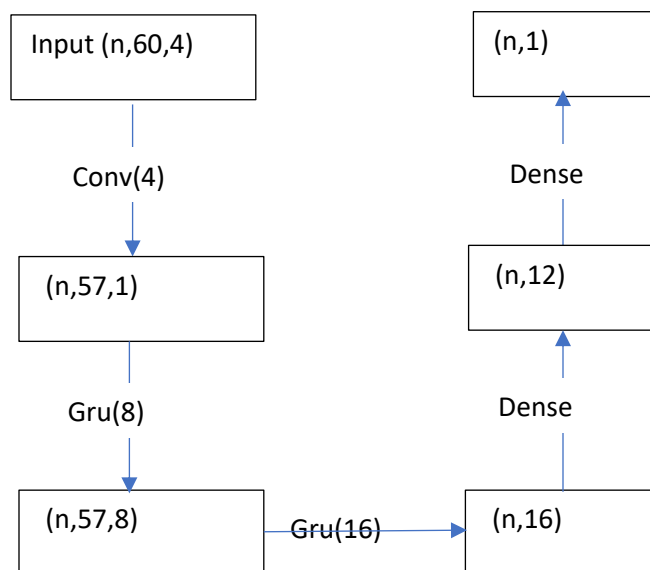 Input (n,60,4)
Conv(4)
(n,57,1)
Gru(8)
(n,57,8)
Gru(16)
(n,16)
Dense
(n,12)
Dense
(n,1)